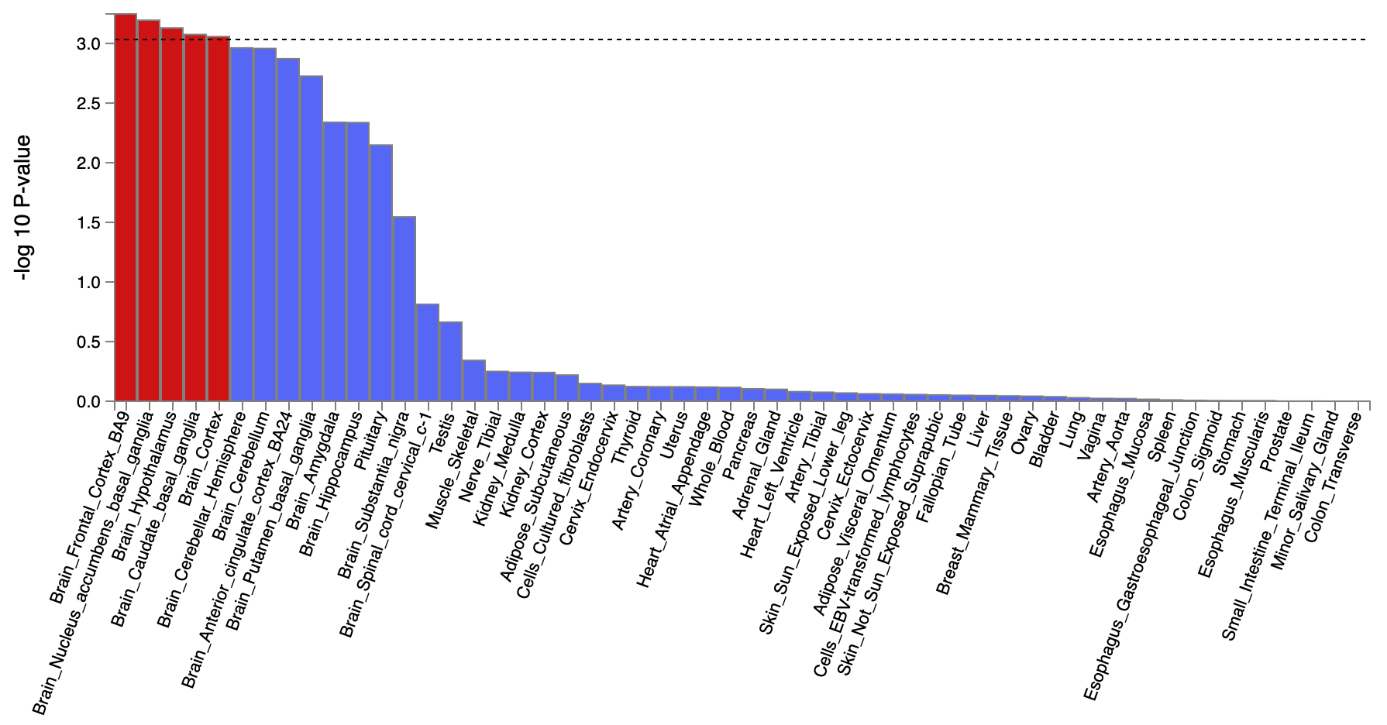 -log 10 P-value
3.0
2.5
2.0
1.5
1.0
0.5
0.0
Brain_Frontal_Cortex_BA9
Brain_Nucleus_accumbens_basal_ganglia
Brain_Hypothalamus
Brain_Caudate_basal_ganglia
Brain_Cortex
Brain_Cerebellar_Hemisphere
Brain_Cerebellum
Brain_Anterior_cingulate_cortex_BA24
Brain_Putamen_basal_ganglia
Brain_Amygdala
Brain_Hippocampus
Pituitary
Brain_Substantia_nigra
Brain_Spinal_cord_cervical_c-1
Testis
Muscle_Skeletal
Nerve_Tibial
Kidney_Medulla
Kidney_Cortex
Adipose_Subcutaneous
Cells_Cultured_fibroblasts
Cervix_Endocervix
Thyroid
Artery_Coronary
Uterus
Heart_Atrial_Appendage
Whole_Blood
Pancreas
Adrenal_Gland
Heart_Left_Ventricle
Artery_Tibial
Skin_Sun_Exposed_Lower_leg
Cervix_Ectocervix
Adipose_Visceral_Omentum
Cells_EBV-transformed_lymphocytes
Skin_Not_Sun_Exposed_Suprapubic
Fallopian_Tube
Liver
Breast_Mammary_Tissue
Ovary
Bladder
Lung
Vagina
Artery_Aorta
Esophagus_Mucosa
Spleen
Esophagus_Gastroesophageal_Junction
Colon_Sigmoid
Stomach
Esophagus_Muscularis
Prostate
Small_Intestine_Terminal_Ileum
Minor_Salivary_Gland
Colon_Transverse